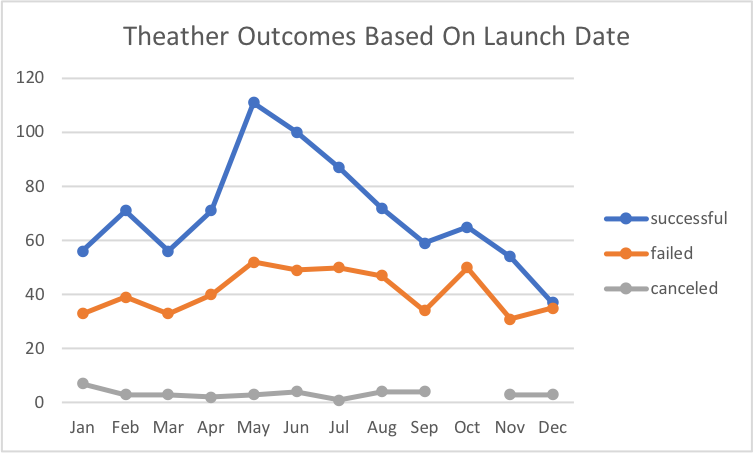 Theather Outcomes Based On Launch Date
120
100
80
60
40
20
0
Jan Feb Mar Apr May Jun Jul Aug Sep Oct Nov Dec
successful
failed
canceled